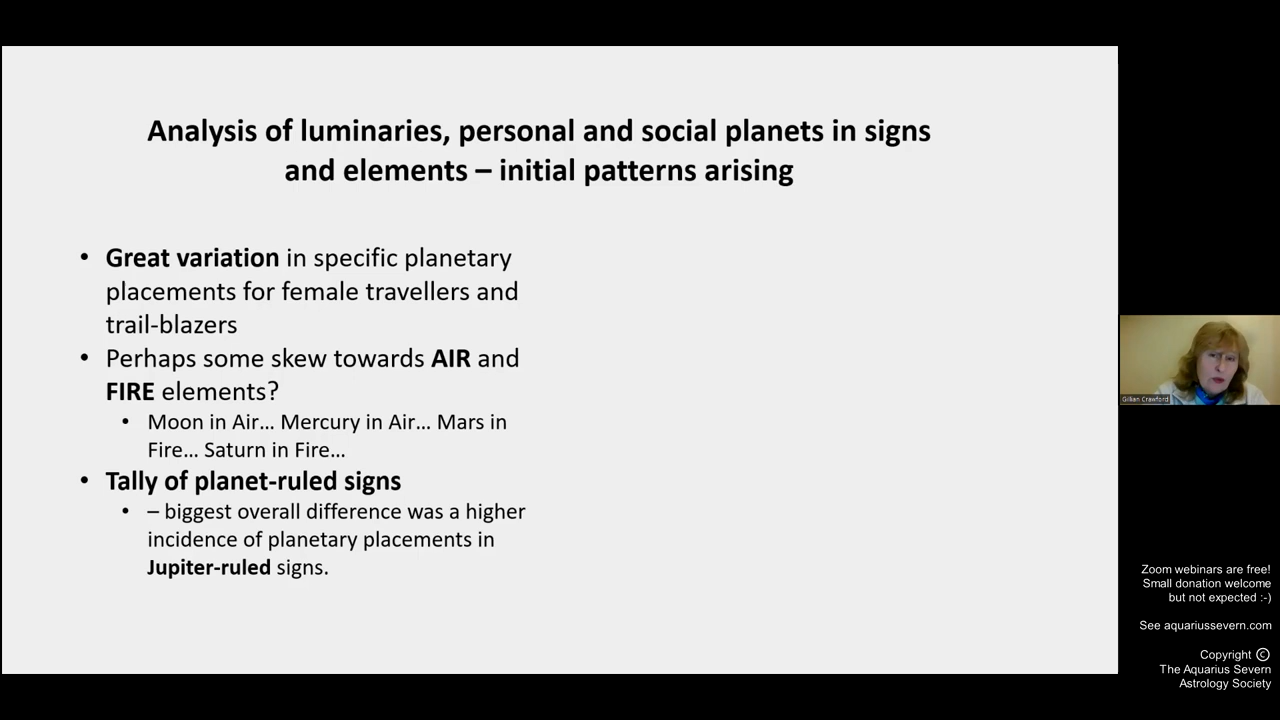 Analysis of luminaries, personal and social planets in signs
and elements – initial patterns arising
• Great variation in specific planetary
placements for female travellers and
trail-blazers
• Perhaps some skew towards AIR and
FIRE elements?
• Moon in Air... Mercury in Air... Mars in
Fire... Saturn in Fire...
• Tally of planet-ruled signs
• – biggest overall difference was a higher
incidence of planetary placements in
Jupiter-ruled signs.
Gillian Crawford
Zoom webinars are free!
Small donation welcome
but not expected :-)
See aquariussevern.com
Copyright ©
The Aquarius Severn
Astrology Society